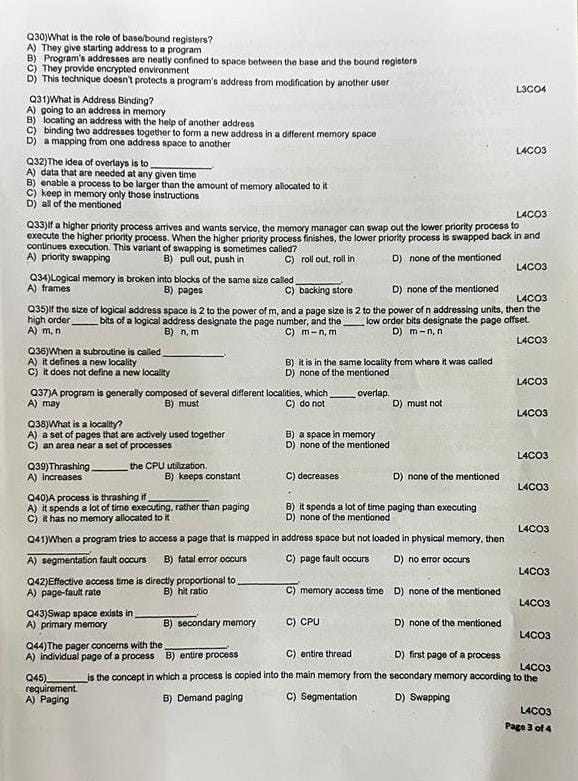 Q30)What is the role of base/bound registers?
A) They give starting address to a program
B) Program's addresses are neatly confined to space between the base and the bound registers
C) They provide encrypted environment
D) This technique doesn't protects a program's address from modification by another user
L3CO4
Q31)What is Address Binding?
A) going to an address in memory
B) locating an address with the help of another address
C) binding two addresses together to form a new address in a different memory space
D) a mapping from one address space to another
L4CO3
Q32)The idea of overlays is to ____________.
A) data that are needed at any given time
B) enable a process to be larger than the amount of memory allocated to it
C) keep in memory only those instructions
D) all of the mentioned
L4CO3
Q33)If a higher priority process arrives and wants service, the memory manager can swap out the lower priority process to
execute the higher priority process. When the higher priority process finishes, the lower priority process is swapped back in and
continues execution. This variant of swapping is sometimes called?
A) priority swapping B) pull out, push in C) roll out, roll in D) none of the mentioned
L4CO3
Q34)Logical memory is broken into blocks of the same size called ________.
A) frames B) pages C) backing store D) none of the mentioned
L4CO3
Q35)If the size of logical address space is 2 to the power of m, and a page size is 2 to the power of n addressing units, then the
high order _____ bits of a logical address designate the page number, and the ____ low order bits designate the page offset.
A) m, n B) n, m C) m – n, m D) m – n, n
L4CO3
Q36)When a subroutine is called ____________.
A) it defines a new locality B) it is in the same locality from where it was called
C) it does not define a new locality D) none of the mentioned
L4CO3
Q37)A program is generally composed of several different localities, which _____ overlap.
A) may B) must C) do not D) must not
L4CO3
Q38)What is a locality?
A) a set of pages that are actively used together B) a space in memory
C) an area near a set of processes D) none of the mentioned
L4CO3
Q39)Thrashing _______ the CPU utilization.
A) increases B) keeps constant C) decreases D) none of the mentioned
L4CO3
Q40)A process is thrashing if ____________
A) it spends a lot of time executing, rather than paging B) it spends a lot of time paging than executing
C) it has no memory allocated to it D) none of the mentioned
L4CO3
Q41)When a program tries to access a page that is mapped in address space but not loaded in physical memory, then
____________
A) segmentation fault occurs B) fatal error occurs C) page fault occurs D) no error occurs
L4CO3
Q42)Effective access time is directly proportional to ____________.
A) page-fault rate B) hit ratio C) memory access time D) none of the mentioned
L4CO3
Q43)Swap space exists in ____________.
A) primary memory B) secondary memory C) CPU D) none of the mentioned
L4CO3
Q44)The pager concerns with the ____________
A) individual page of a process B) entire process C) entire thread D) first page of a process
L4CO3
Q45)________ is the concept in which a process is copied into the main memory from the secondary memory according to the
requirement.
A) Paging B) Demand paging C) Segmentation D) Swapping
L4CO3
Page 3 of 4